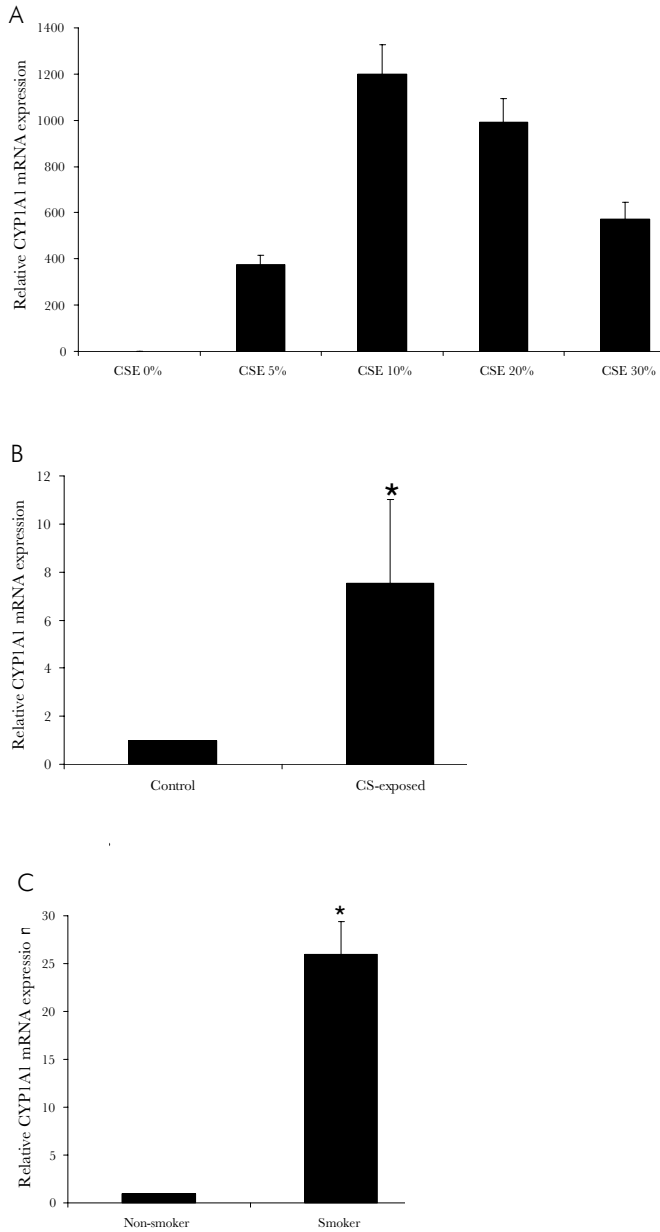 A
Relative CYP1A1 mRNA expression
1400
1200
1000
800
600
400
200
0
CSE 0%
CSE 5%
CSE 10%
CSE 20%
CSE 30%
B
Relative CYP1A1 mRNA expression
12
10
8
6
4
2
0
*
Control
CS-exposed
C
Relative CYP1A1 mRNA expressio n
30
25
20
15
10
5
0
*
Non-smoker
Smoker